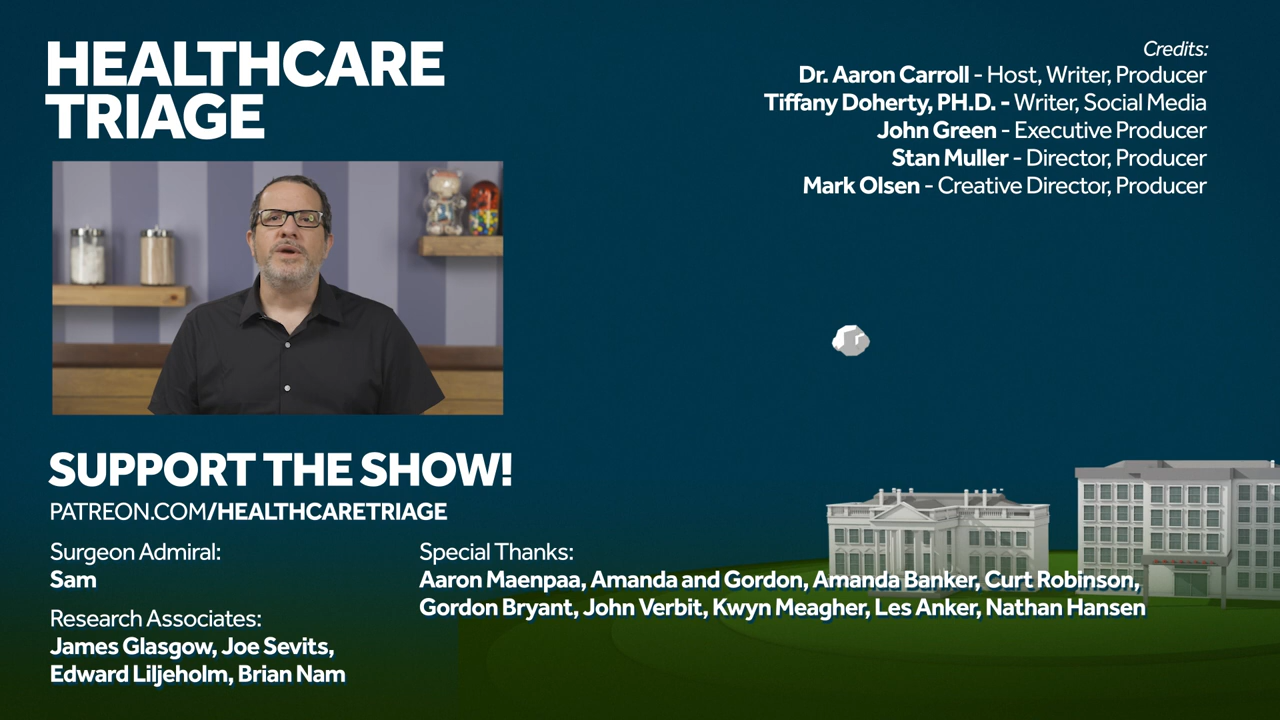 HEALTHCARE
TRIAGE
Credits:
Dr. Aaron Carroll - Host, Writer, Producer
Tiffany Doherty, PH.D. - Writer, Social Media
John Green - Executive Producer
Stan Muller - Director, Producer
Mark Olsen - Creative Director, Producer
SUPPORT THE SHOW!
PATREON.COM/HEALTHCARETRIAGE
Surgeon Admiral:
Sam
Research Associates:
James Glasgow, Joe Sevits,
Edward Liljeholm, Brian Nam
Special Thanks:
Aaron Maenpaa, Amanda and Gordon, Amanda Banker, Curt Robinson,
Gordon Bryant, John Verbit, Kwyn Meagher, Les Anker, Nathan Hansen